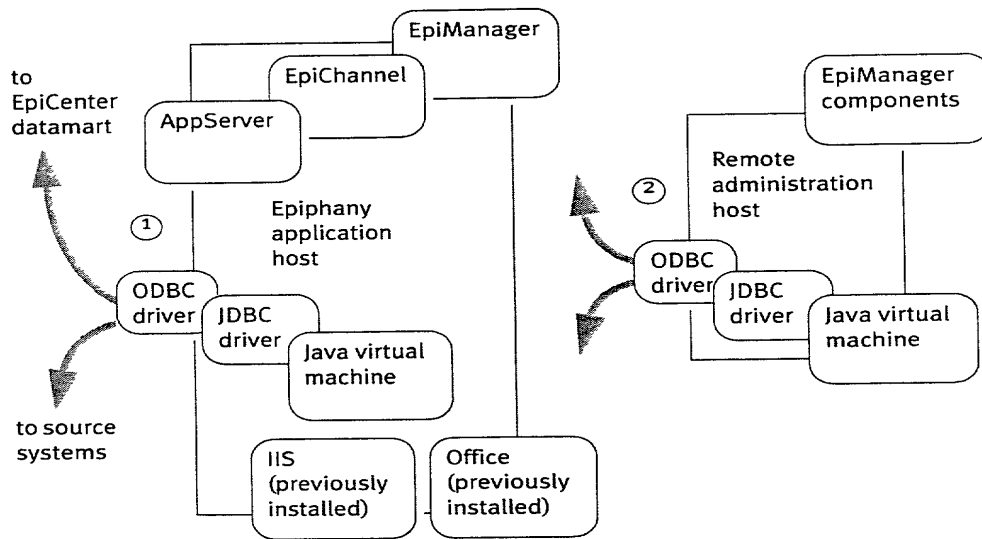 EpiManager
EpiChannel
AppServer
to
EpiCenter
datamart
1
Epiphany
application
host
ODBC
driver
JDBC
driver
Java virtual
machine
to source
systems
IIS
(previously
installed)
Office
(previously
installed)
EpiManager
components
2
Remote
administration
host
ODBC
driver
JDBC
driver
Java virtual
machine